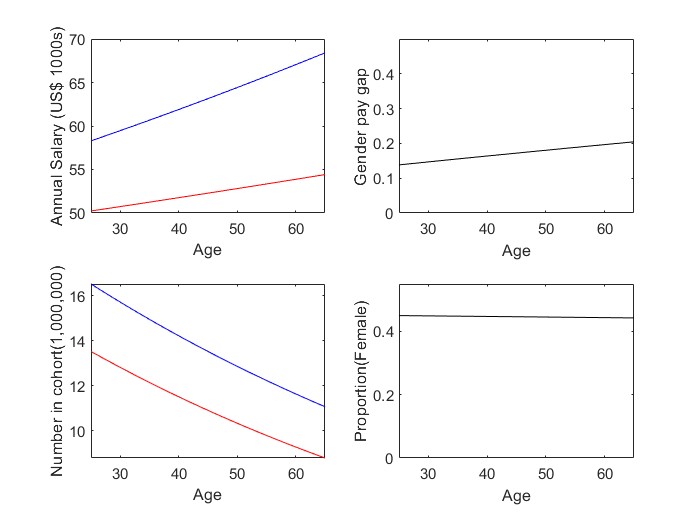 Annual Salary (US$ 1000s)
70
65
60
55
50
30 40 50 60
Age
Gender pay gap
0.4
0.3
0.2
0.1
0
30 40 50 60
Age
Number in cohort(1,000,000)
16
14
12
10
30 40 50 60
Age
Proportion(Female)
0.4
0.2
0
30 40 50 60
Age